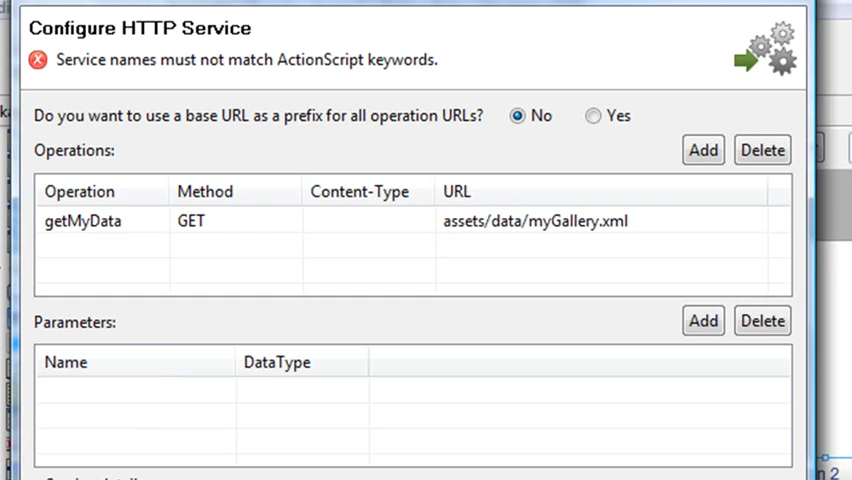 Configure HTTP Service
Service names must not match ActionScript keywords.
Do you want to use a base URL as a prefix for all operation URLs? No Yes
Operations: Add Delete
Operation Method Content-Type URL
getMyData GET assets/data/myGallery.xml
Parameters: Add Delete
Name DataType